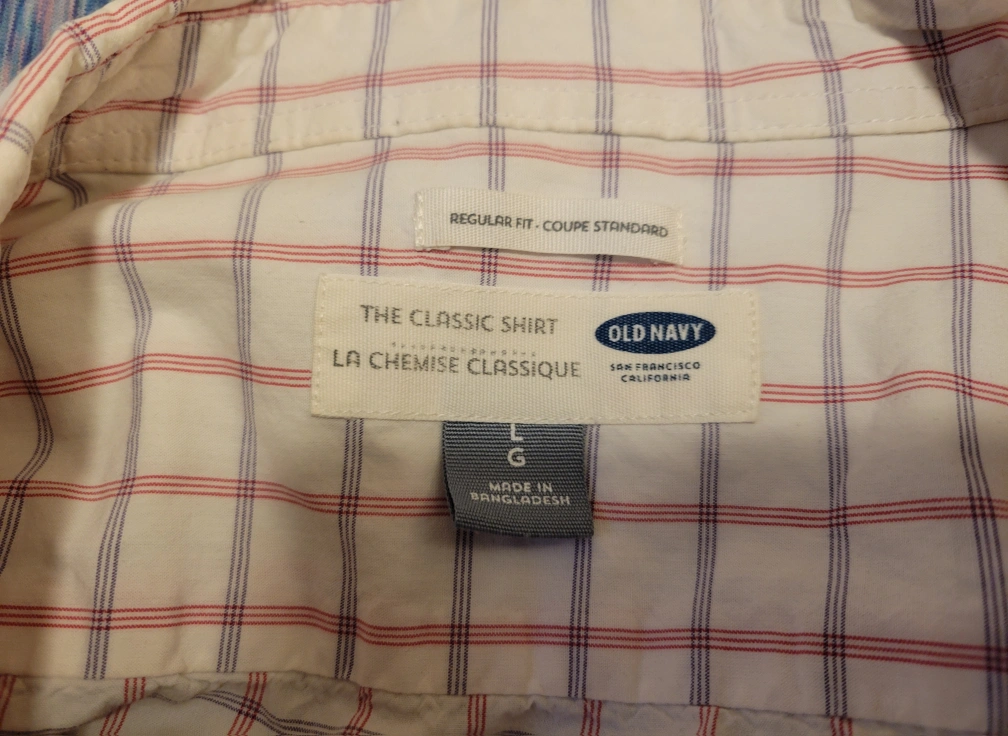 REGULAR FIT · COUPE STANDARD
THE CLASSIC SHIRT
LA CHEMISE CLASSIQUE
OLD NAVY
SAN FRANCISCO
CALIFORNIA
L
G
MADE IN
BANGLADESH